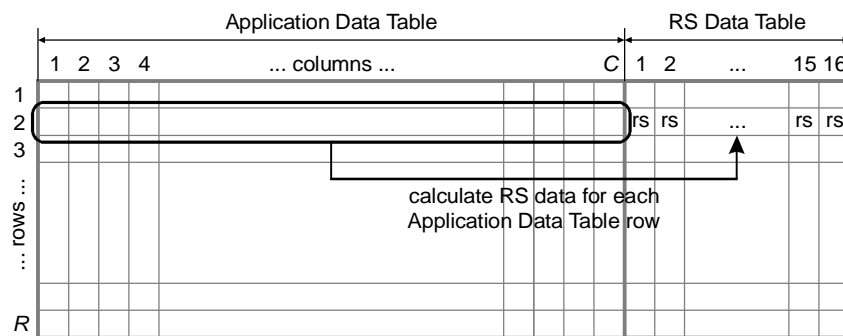 Application Data Table RS Data Table
1 2 3 4 ... columns ... C 1 2 ... 15 16
1
2 rs rs ... rs rs
3
... rows ...
calculate RS data for each
Application Data Table row
R